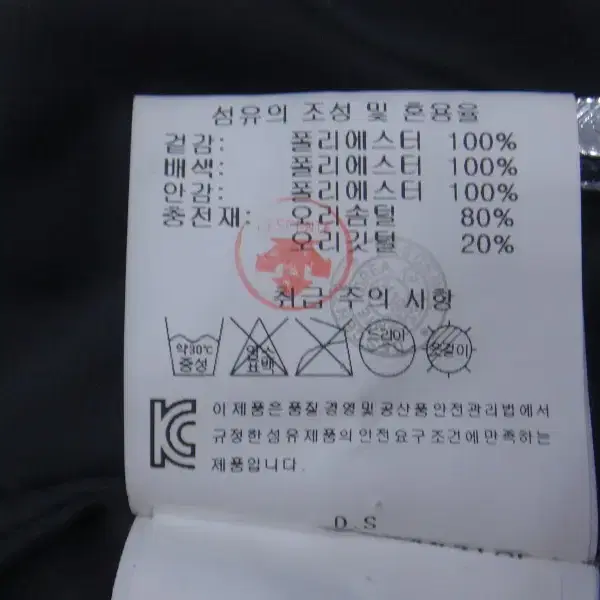 섬유의 조성 및 혼용율
겉감: 폴리에스터 100%
배색: 폴리에스터 100%
안감: 폴리에스터 100%
충전재: 오리솜털 80%
오리깃털 20%
취급 주의 사항
약30℃
중성
드라이
옷걸이
이 제품은 품질 경영및 공산품 안전관리법에서
규정한 섬유 제품의 안전 요구 조건에 만족하는
제품입니다.
D.S